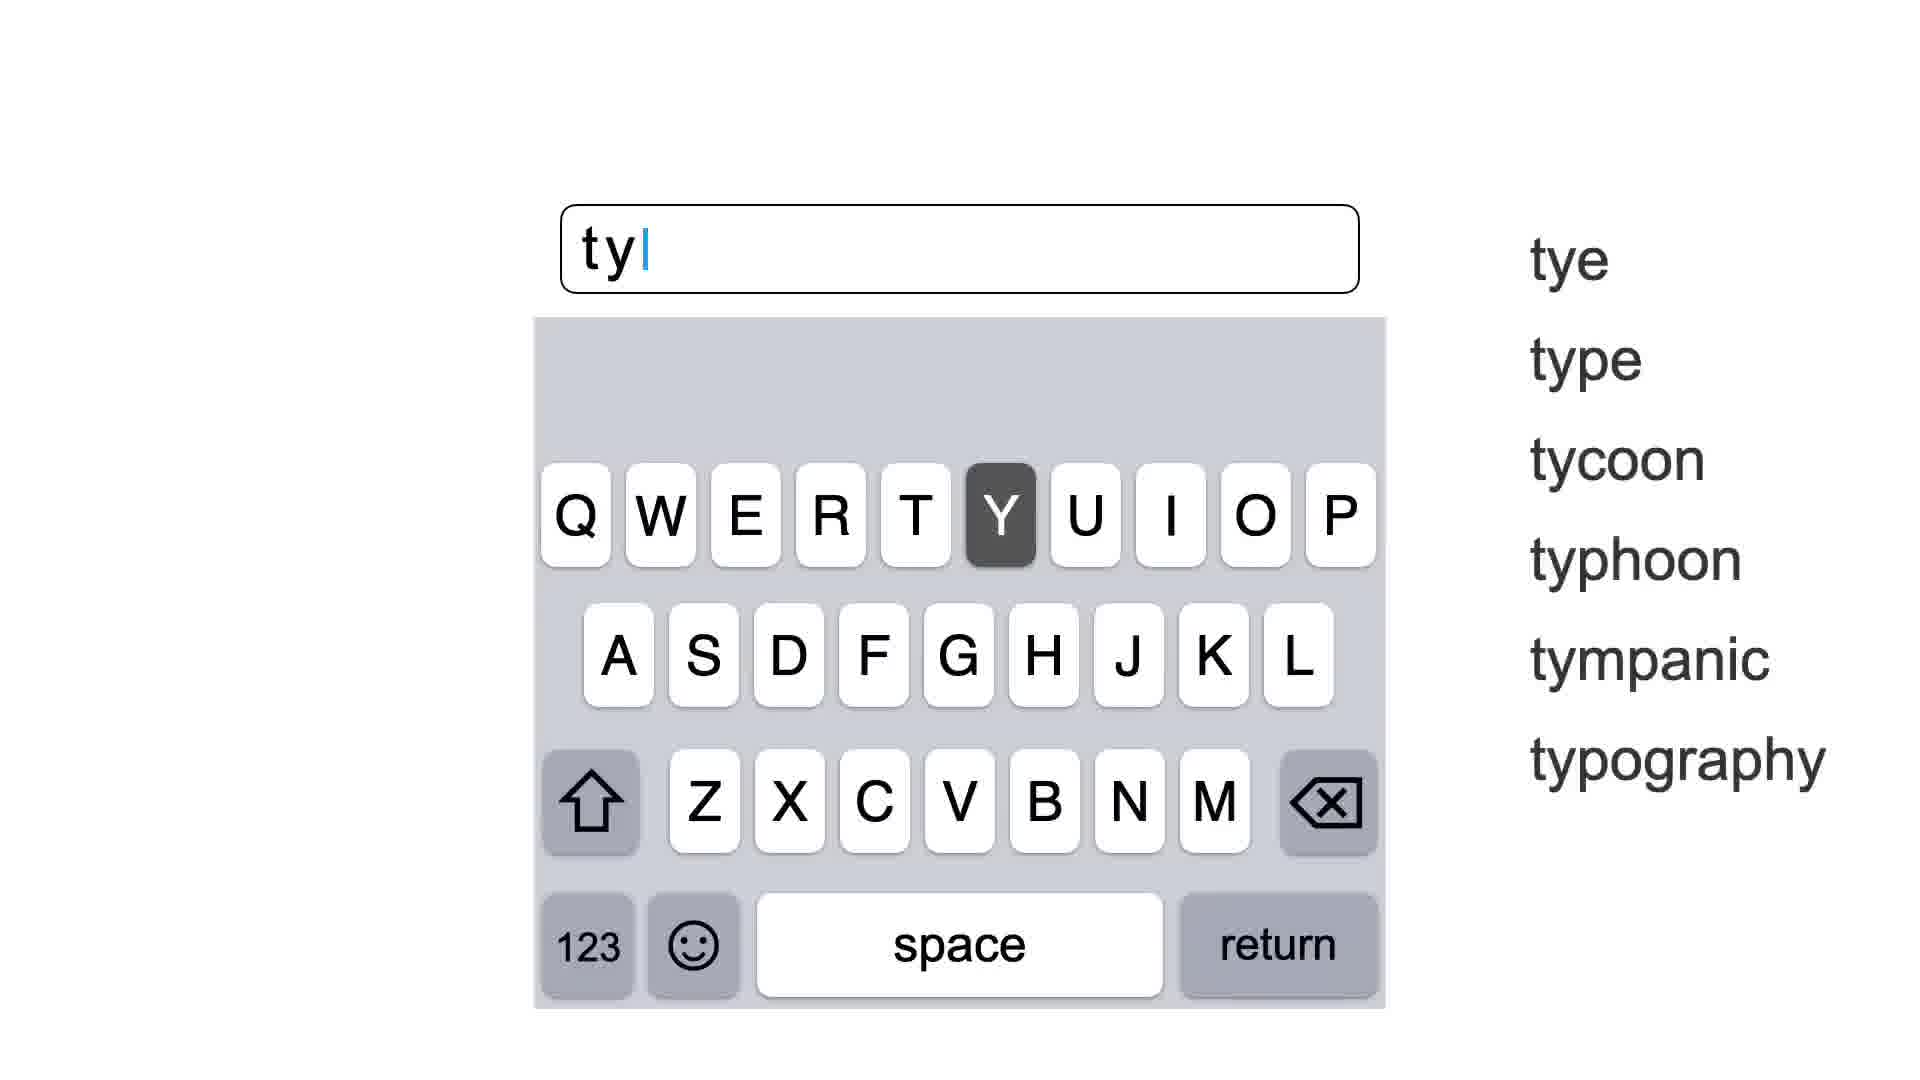 ty
tye
type
tycoon
typhoon
tympanic
typography
Q W E R T Y U I O P
A S D F G H J K L
Z X C V B N M
123 space return